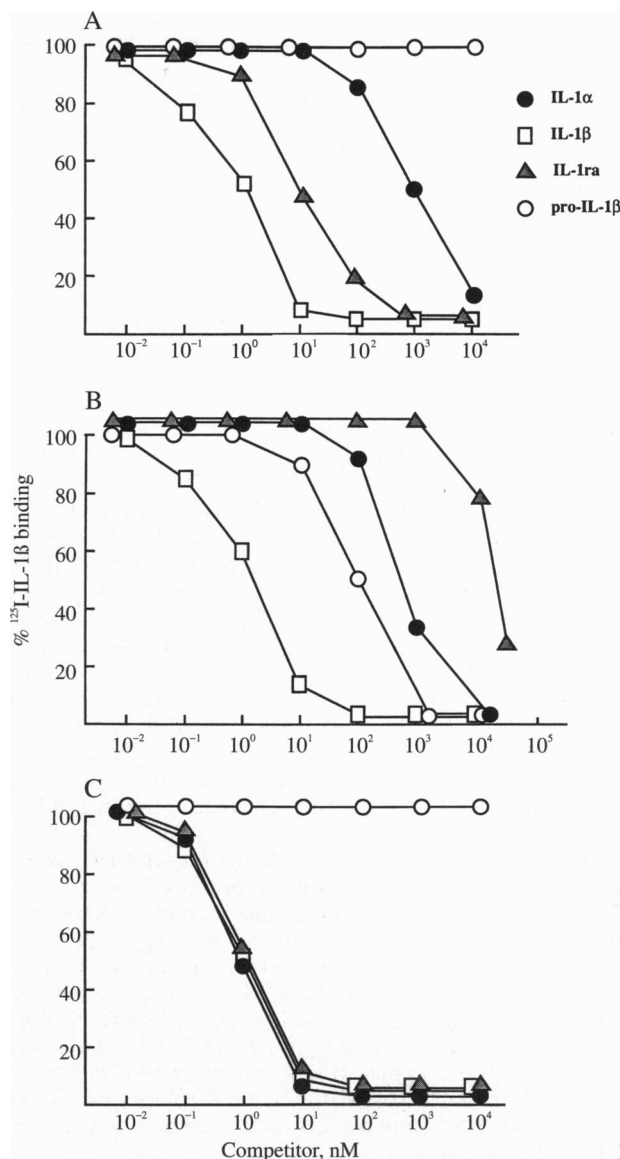 A
100
80
60
40
20
10⁻² 10⁻¹ 10⁰ 10¹ 10² 10³ 10⁴
IL-1α
IL-1β
IL-1ra
pro-IL-1β
% ¹²⁵I-IL-1ß binding
B
100
80
60
40
20
10⁻² 10⁻¹ 10⁰ 10¹ 10² 10³ 10⁴ 10⁵
C
100
80
60
40
20
10⁻² 10⁻¹ 10⁰ 10¹ 10² 10³ 10⁴
Competitor, nM